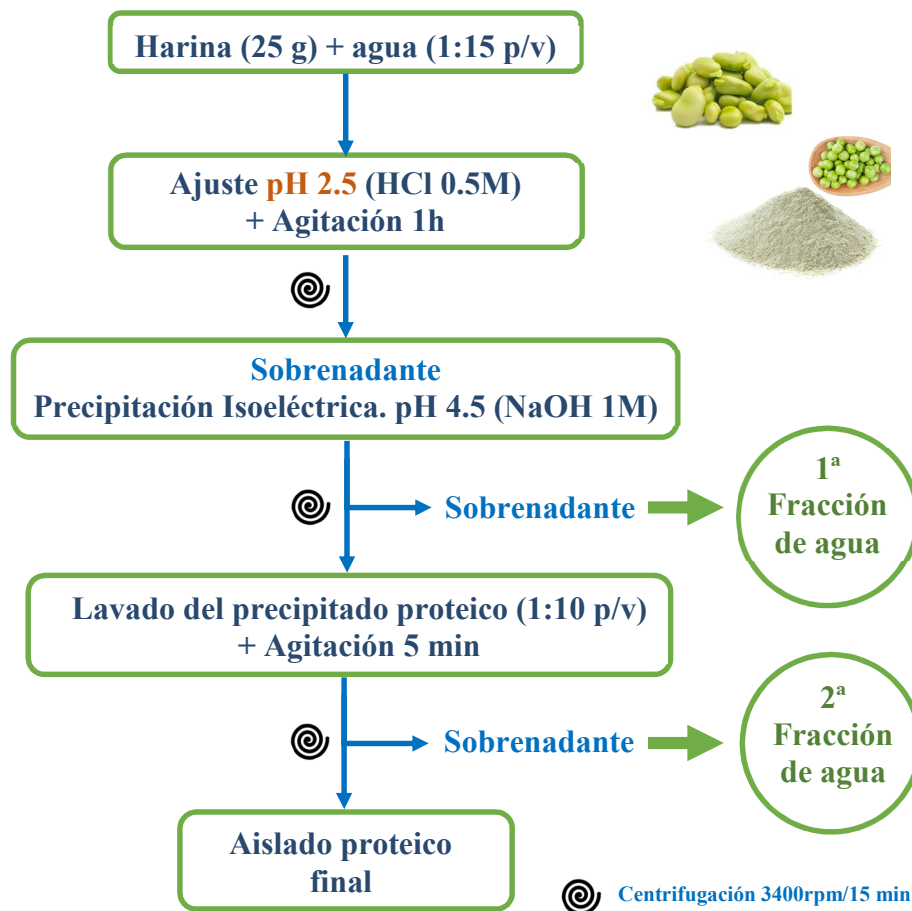 Harina (25 g) + agua (1:15 p/v)
Ajuste pH 2.5 (HCl 0.5M)
+ Agitación 1h
Sobrenadante
Precipitación Isoeléctrica. pH 4.5 (NaOH 1M)
Sobrenadante
1ª
Fracción
de agua
Lavado del precipitado proteico (1:10 p/v)
+ Agitación 5 min
Sobrenadante
2ª
Fracción
de agua
Aislado proteico
final
Centrifugación 3400rpm/15 min